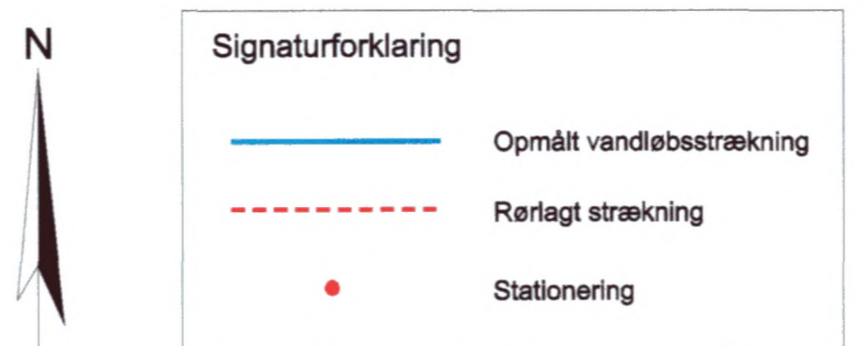 N
Signaturforklaring
Opmålt vandløbsstrækning
Rørlagt strækning
Stationering